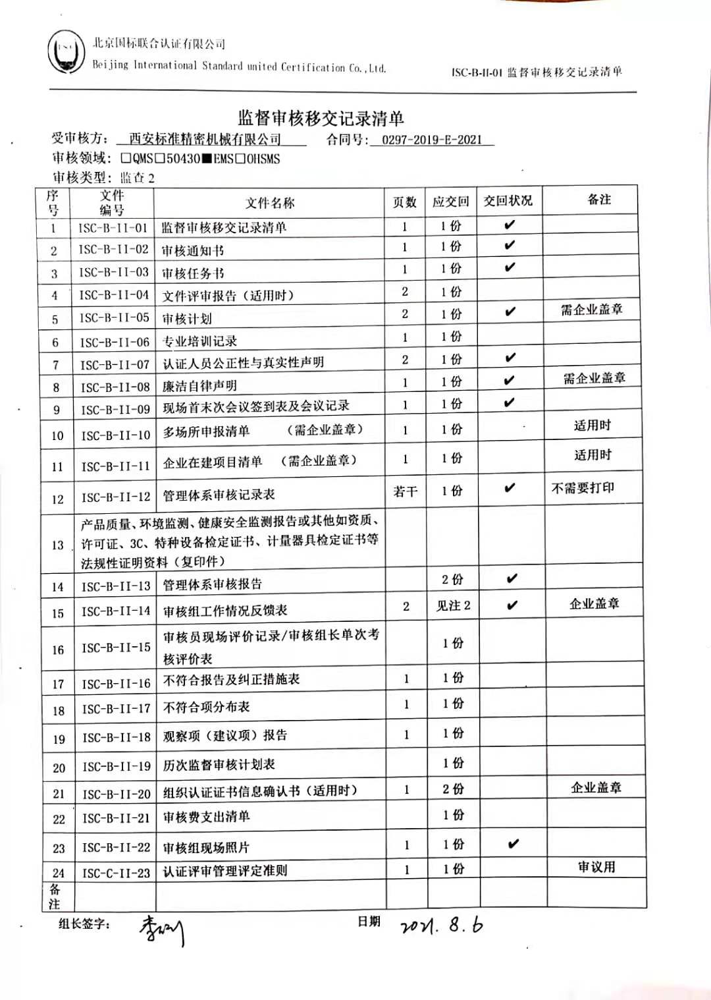 北京国标联合认证有限公司
Beijing International Standard united Certification Co.,Ltd.
ISC-B-II-01 监督审核移交记录清单
监督审核移交记录清单
受审核方: 西安标准精密机械有限公司 合同号: 0297-2019-E-2021
审核领域: □QMS□50430■EMS□OHSMS
审核类型: 监查 2
序号 文件编号 文件名称 页数 应交回 交回状况 备注
1 ISC-B-II-01 监督审核移交记录清单 1 1份 ✔
2 ISC-B-II-02 审核通知书 1 1份 ✔
3 ISC-B-II-03 审核任务书 1 1份 ✔
4 ISC-B-II-04 文件评审报告（适用时） 2 1份
5 ISC-B-II-05 审核计划 2 1份 ✔ 需企业盖章
6 ISC-B-II-06 专业培训记录 1 1份
7 ISC-B-II-07 认证人员公正性与真实性声明 2 1份 ✔
8 ISC-B-II-08 廉洁自律声明 1 1份 ✔ 需企业盖章
9 ISC-B-II-09 现场首末次会议签到表及会议记录 1 1份 ✔
10 ISC-B-II-10 多场所申报清单 （需企业盖章） 1 1份 适用时
11 ISC-B-II-11 企业在建项目清单 （需企业盖章） 1 1份 适用时
12 ISC-B-II-12 管理体系审核记录表 若干 1份 ✔ 不需要打印
13 产品质量、环境监测、健康安全监测报告或其他如资质、
许可证、3C、特种设备检定证书、计量器具检定证书等
法规性证明资料（复印件）
14 ISC-B-II-13 管理体系审核报告 2份 ✔
15 ISC-B-II-14 审核组工作情况反馈表 2 见注2 ✔ 企业盖章
16 ISC-B-II-15 审核员现场评价记录/审核组长单次考
核评价表 1份
17 ISC-B-II-16 不符合报告及纠正措施表 1 1份
18 ISC-B-II-17 不符合项分布表 1 1份
19 ISC-B-II-18 观察项（建议项）报告 1 1份
20 ISC-B-II-19 历次监督审核计划表 1份
21 ISC-B-II-20 组织认证证书信息确认书（适用时） 1 2份 企业盖章
22 ISC-B-II-21 审核费支出清单 1份
23 ISC-B-II-22 审核组现场照片 1 1份 ✔
24 ISC-C-II-23 认证评审管理评定准则 1 1份 审议用
备注
组长签字: 日期 2021.8.6